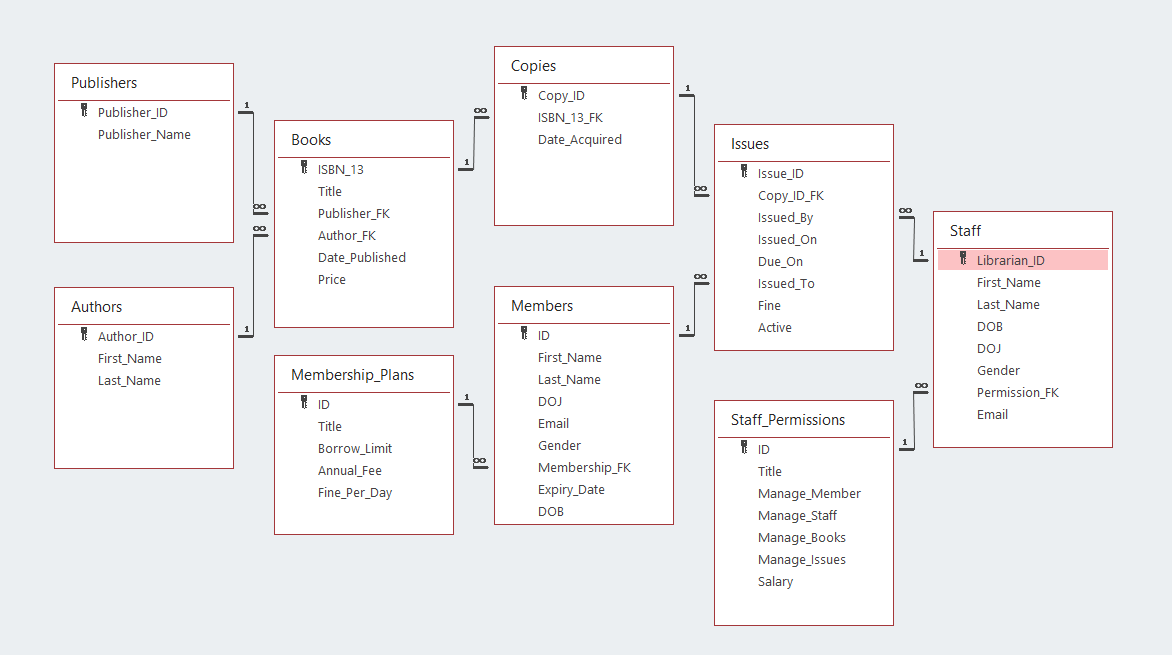 Publishers
Publisher_ID
Publisher_Name
1
∞
Authors
Author_ID
First_Name
Last_Name
1
∞
Books
ISBN_13
Title
Publisher_FK
Author_FK
Date_Published
Price
1
∞
Membership_Plans
ID
Title
Borrow_Limit
Annual_Fee
Fine_Per_Day
1
∞
Copies
Copy_ID
ISBN_13_FK
Date_Acquired
1
∞
Members
ID
First_Name
Last_Name
DOJ
Email
Gender
Membership_FK
Expiry_Date
DOB
1
∞
Issues
Issue_ID
Copy_ID_FK
Issued_By
Issued_On
Due_On
Issued_To
Fine
Active
∞
1
Staff_Permissions
ID
Title
Manage_Member
Manage_Staff
Manage_Books
Manage_Issues
Salary
1
∞
Staff
Librarian_ID
First_Name
Last_Name
DOB
DOJ
Gender
Permission_FK
Email